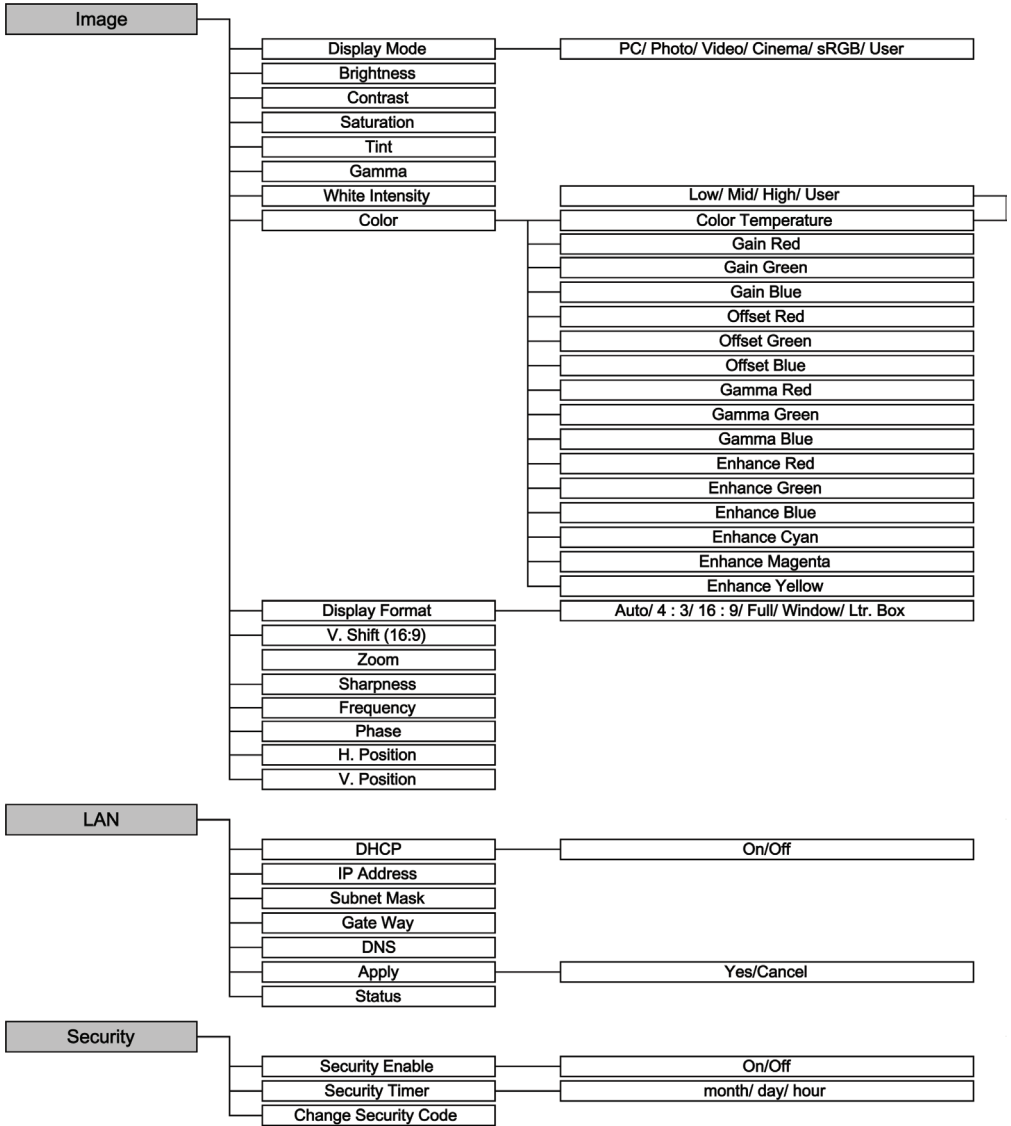 Image
Display Mode
PC/ Photo/ Video/ Cinema/ sRGB/ User
Brightness
Contrast
Saturation
Tint
Gamma
White Intensity
Low/ Mid/ High/ User
Color
Color Temperature
Gain Red
Gain Green
Gain Blue
Offset Red
Offset Green
Offset Blue
Gamma Red
Gamma Green
Gamma Blue
Enhance Red
Enhance Green
Enhance Blue
Enhance Cyan
Enhance Magenta
Enhance Yellow
Display Format
Auto/ 4 : 3/ 16 : 9/ Full/ Window/ Ltr. Box
V. Shift (16:9)
Zoom
Sharpness
Frequency
Phase
H. Position
V. Position
LAN
DHCP
On/Off
IP Address
Subnet Mask
Gate Way
DNS
Apply
Yes/Cancel
Status
Security
Security Enable
On/Off
Security Timer
month/ day/ hour
Change Security Code